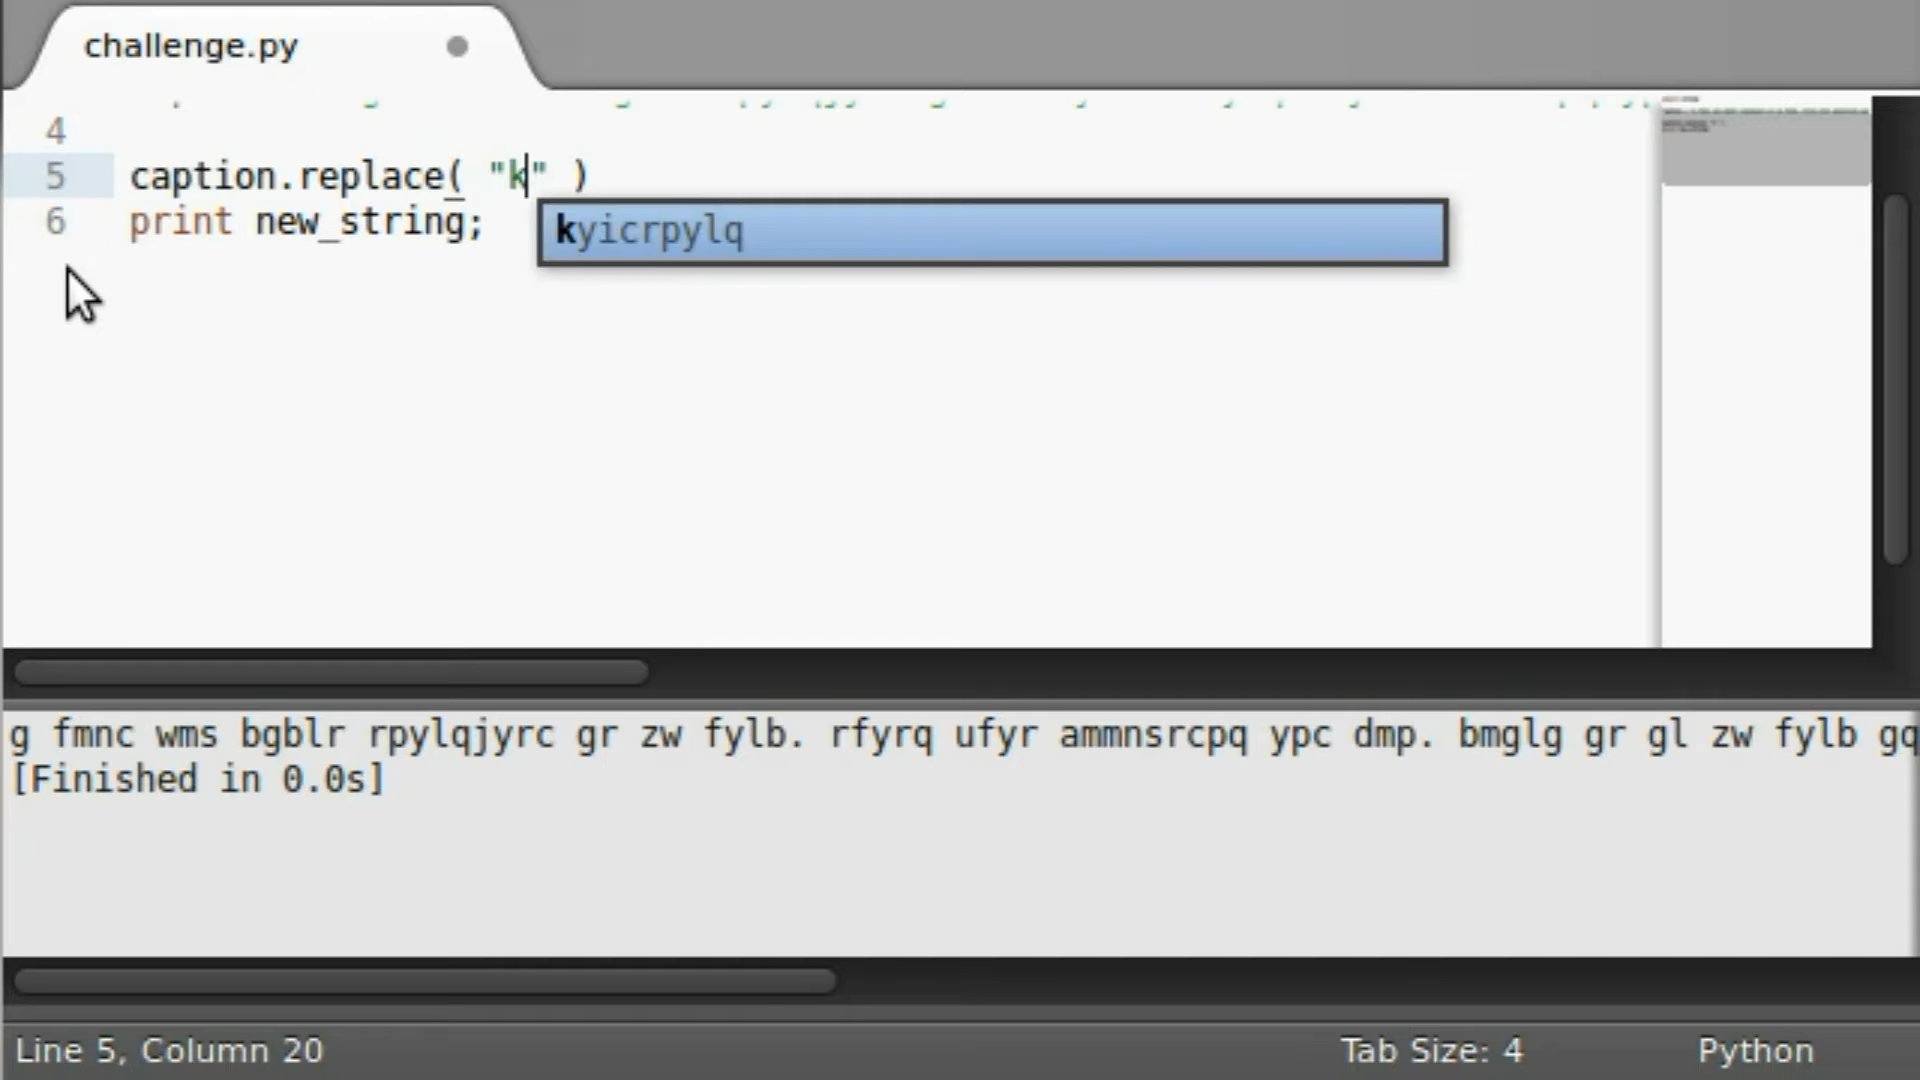 challenge.py
4
5 caption.replace( "k" )
6 print new_string;
kyicrpylq
g fmnc wms bgblr rpylqjyrc gr zw fylb. rfyrq ufyr ammnsrcpq ypc dmp. bmglg gr gl zw fylb gq
[Finished in 0.0s]
Line 5, Column 20
Tab Size: 4
Python